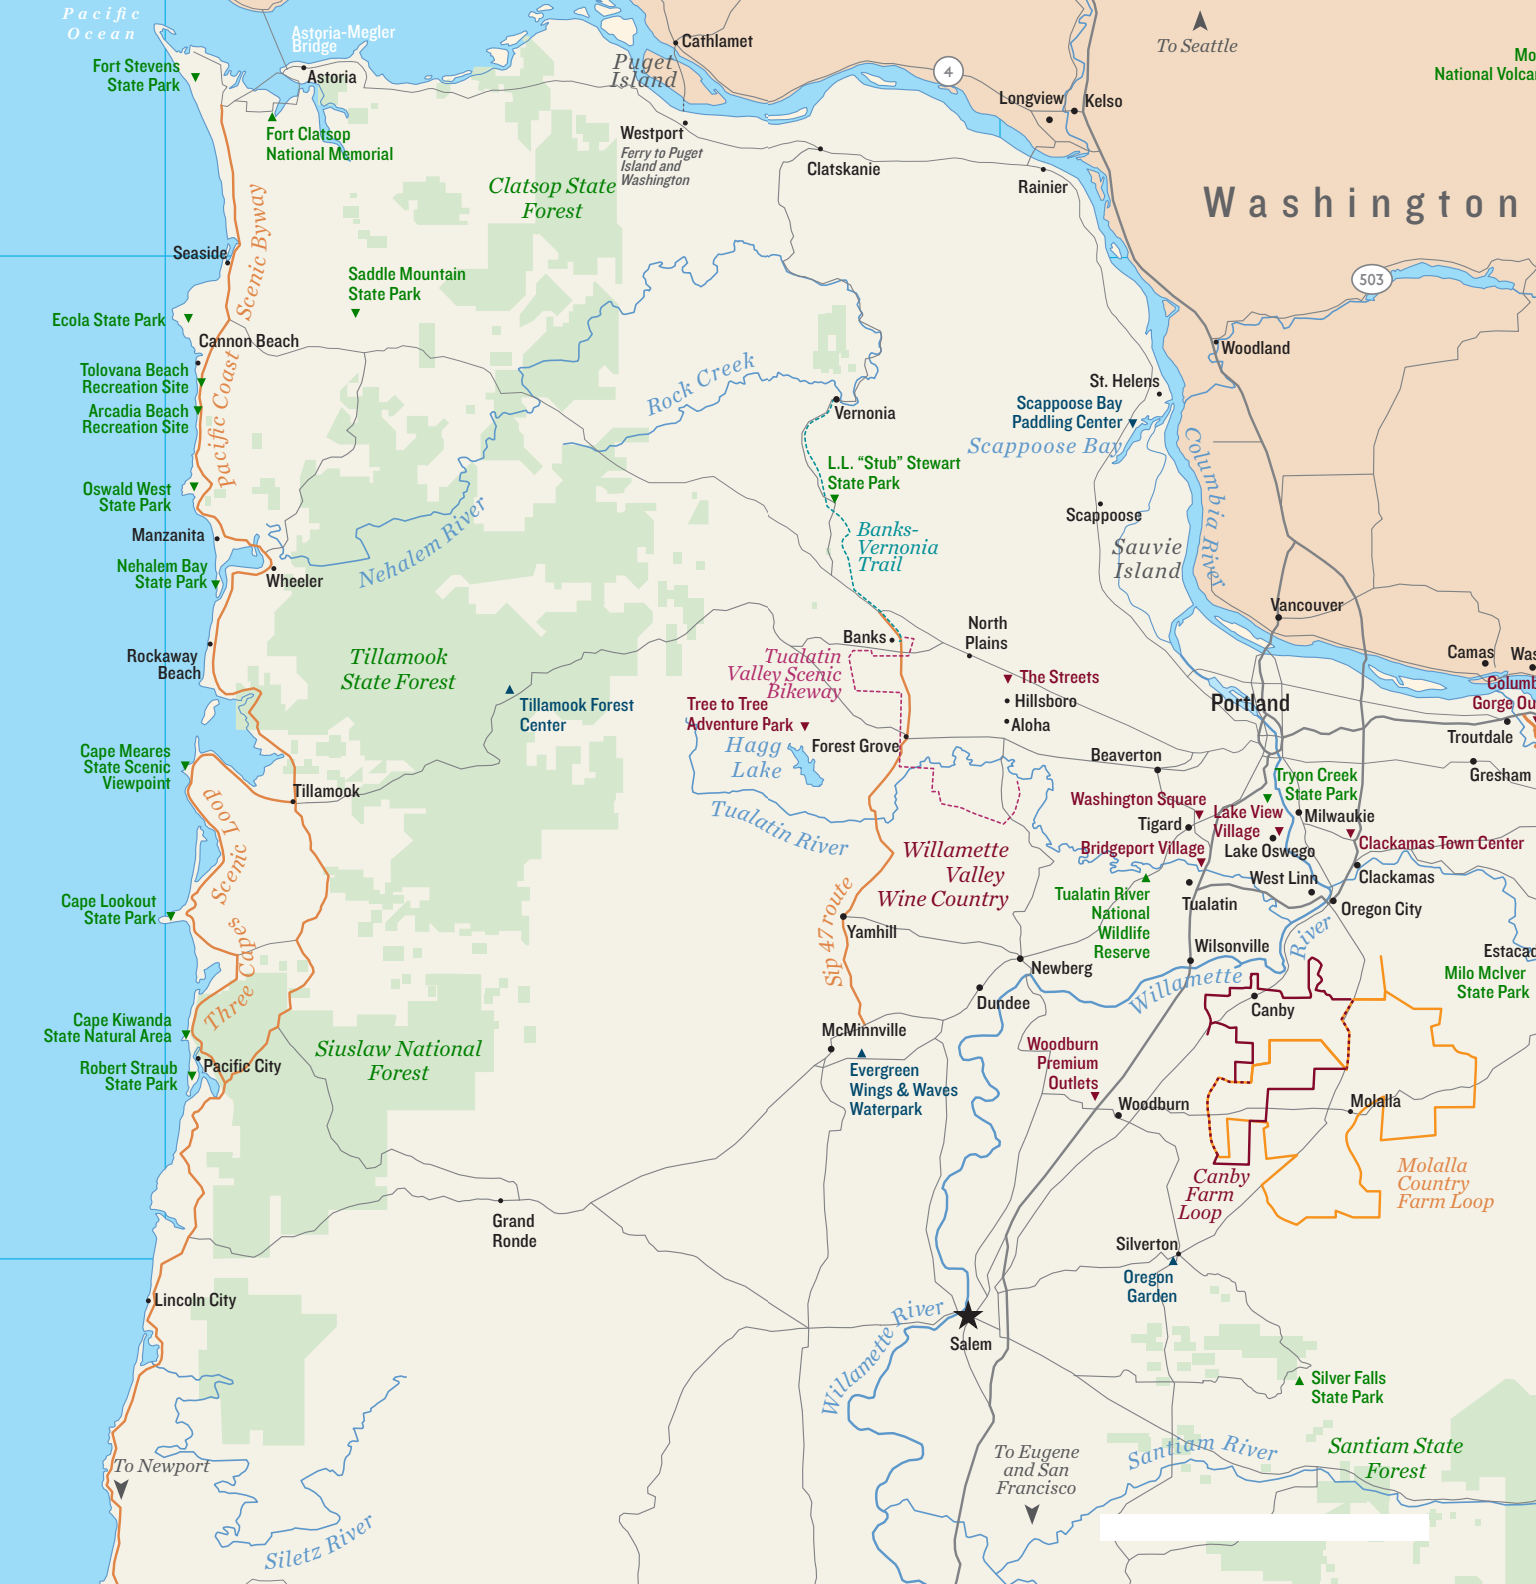 Pacific
Ocean
Astoria-Megler
Bridge
Fort Stevens
State Park
Astoria
Fort Clatsop
National Memorial
Cathlamet
Puget
Island
Westport
Ferry to Puget
Island and
Washington
Clatskanie
4
Longview
Kelso
Rainier
To Seattle
Mo
National Volca
Washington
503
Woodland
Clatsop State
Forest
Seaside
Pacific Coast Scenic Byway
Saddle Mountain
State Park
Ecola State Park
Cannon Beach
Tolovana Beach
Recreation Site
Arcadia Beach
Recreation Site
Rock Creek
Vernonia
St. Helens
Scappoose Bay
Paddling Center
Scappoose Bay
Columbia River
L.L. “Stub” Stewart
State Park
Oswald West
State Park
Manzanita
Nehalem River
Nehalem Bay
State Park
Wheeler
Banks-
Vernonia
Trail
Scappoose
Sauvie
Island
Vancouver
Camas
Was
Rockaway
Beach
Tillamook
State Forest
Tillamook Forest
Center
Banks
North
Plains
Tualatin
Valley Scenic
Bikeway
The Streets
Hillsboro
Aloha
Tree to Tree
Adventure Park
Hagg
Lake
Forest Grove
Portland
Columb
Gorge Ou
Troutdale
Gresham
Beaverton
Cape Meares
State Scenic
Viewpoint
Tillamook
Tualatin River
Tryon Creek
State Park
Washington Square
Lake View
Village
Milwaukie
Tigard
Bridgeport Village
Lake Oswego
Clackamas Town Center
Three Capes Scenic Loop
Willamette
Valley
Wine Country
West Linn
Clackamas
Tualatin River
National
Wildlife
Reserve
Tualatin
Oregon City
Cape Lookout
State Park
Sip 47 route
Yamhill
Newberg
Wilsonville
Willamette River
Estacad
Milo McIver
State Park
Dundee
Canby
Cape Kiwanda
State Natural Area
Pacific City
Robert Straub
State Park
Siuslaw National
Forest
McMinnville
Evergreen
Wings & Waves
Waterpark
Woodburn
Premium
Outlets
Woodburn
Molalla
Canby
Farm
Loop
Molalla
Country
Farm Loop
Grand
Ronde
Silverton
Oregon
Garden
Lincoln City
Willamette River
Salem
Silver Falls
State Park
To Newport
Siletz River
To Eugene
and San
Francisco
Santiam River
Santiam State
Forest